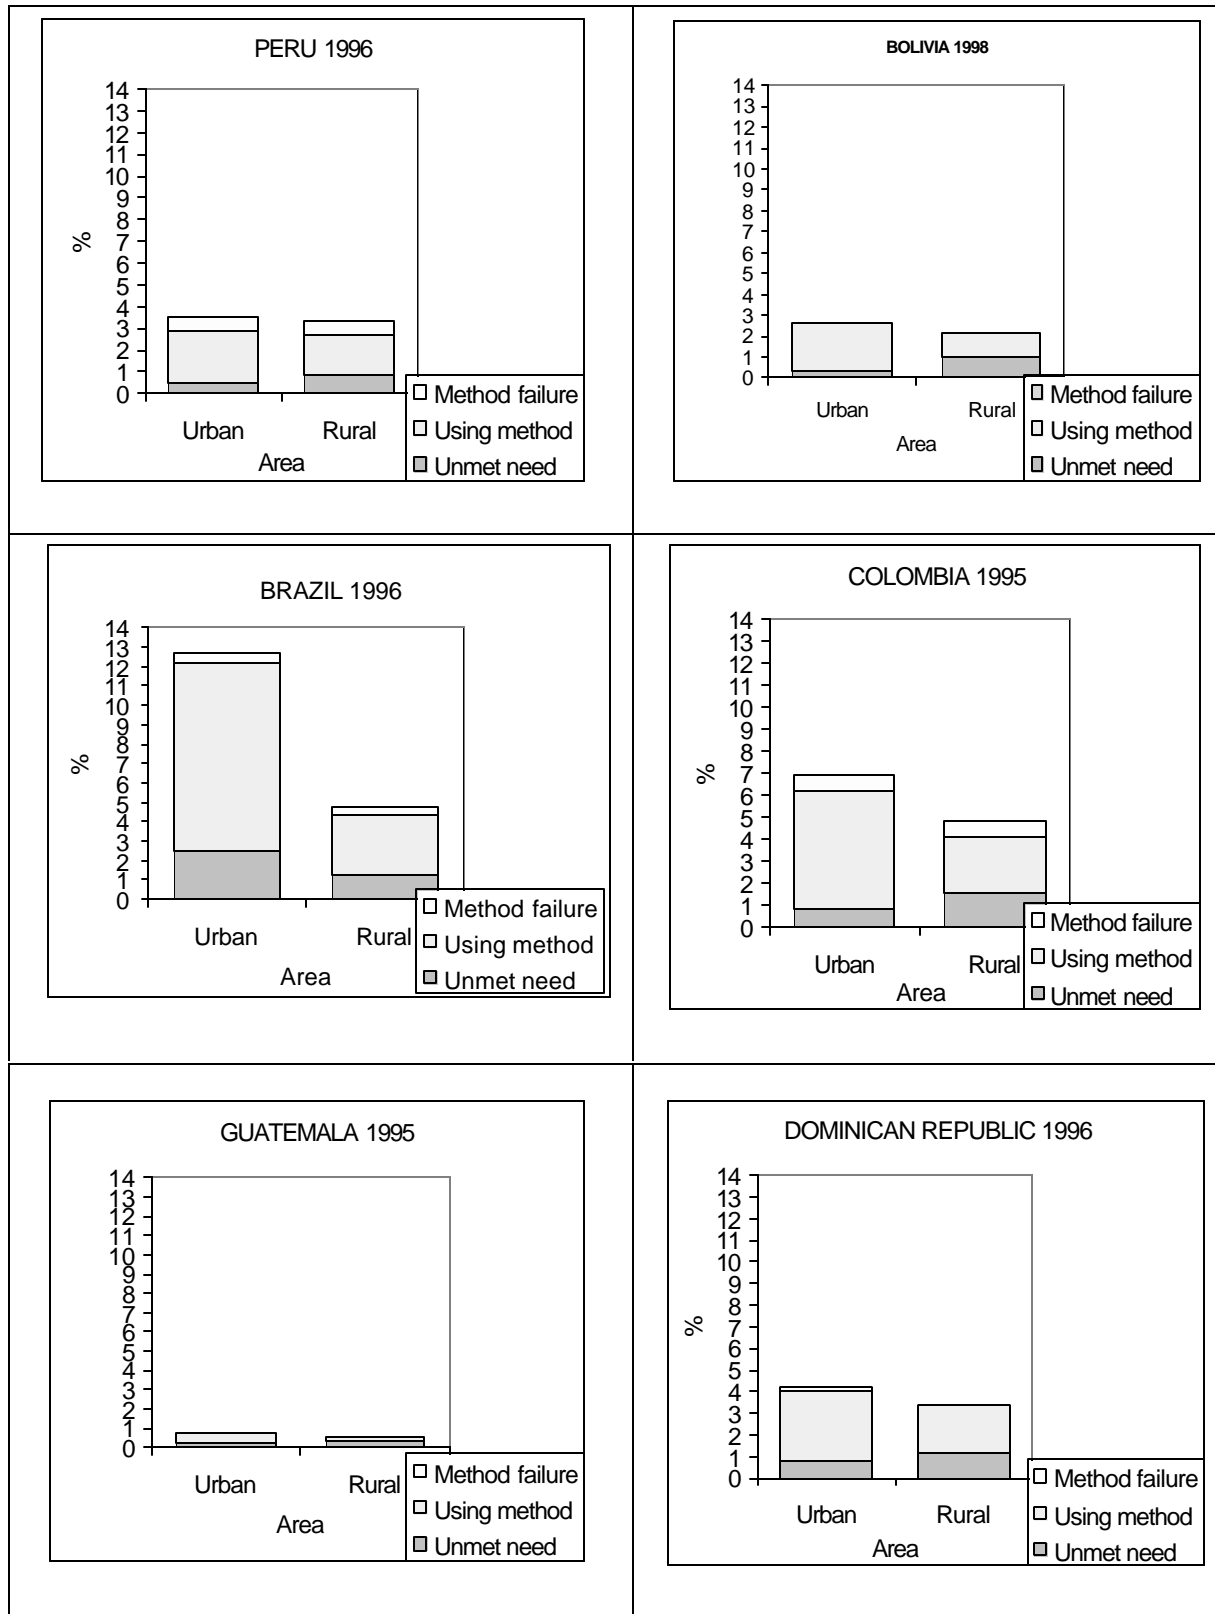 PERU 1996
14
13
12
11
10
9
8
7
6
5
4
3
2
1
0
%
Urban Rural
Area
Method failure
Using method
Unmet need
BOLIVIA 1998
14
13
12
11
10
9
8
7
6
5
4
3
2
1
0
Urban Rural
Area
Method failure
Using method
Unmet need
BRAZIL 1996
14
13
12
11
10
9
8
7
6
5
4
3
2
1
0
%
Urban Rural
Area
Method failure
Using method
Unmet need
COLOMBIA 1995
14
13
12
11
10
9
8
7
6
5
4
3
2
1
0
%
Urban Rural
Area
Method failure
Using method
Unmet need
GUATEMALA 1995
14
13
12
11
10
9
8
7
6
5
4
3
2
1
0
Urban Rural
Area
Method failure
Using method
Unmet need
DOMINICAN REPUBLIC 1996
14
13
12
11
10
9
8
7
6
5
4
3
2
1
0
%
Urban Rural
Area
Method failure
Using method
Unmet need